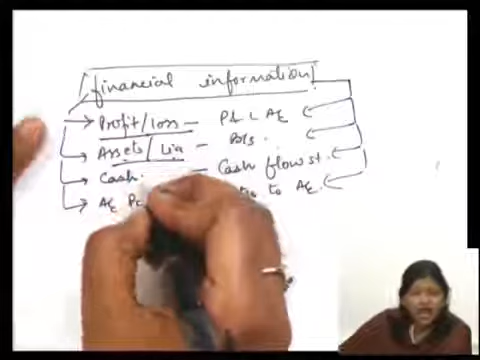 financial information
Profit/Loss - P & L A/c
Assets/Lia - B/S.
Cash. - Cash flow st.
A/c to A/c.